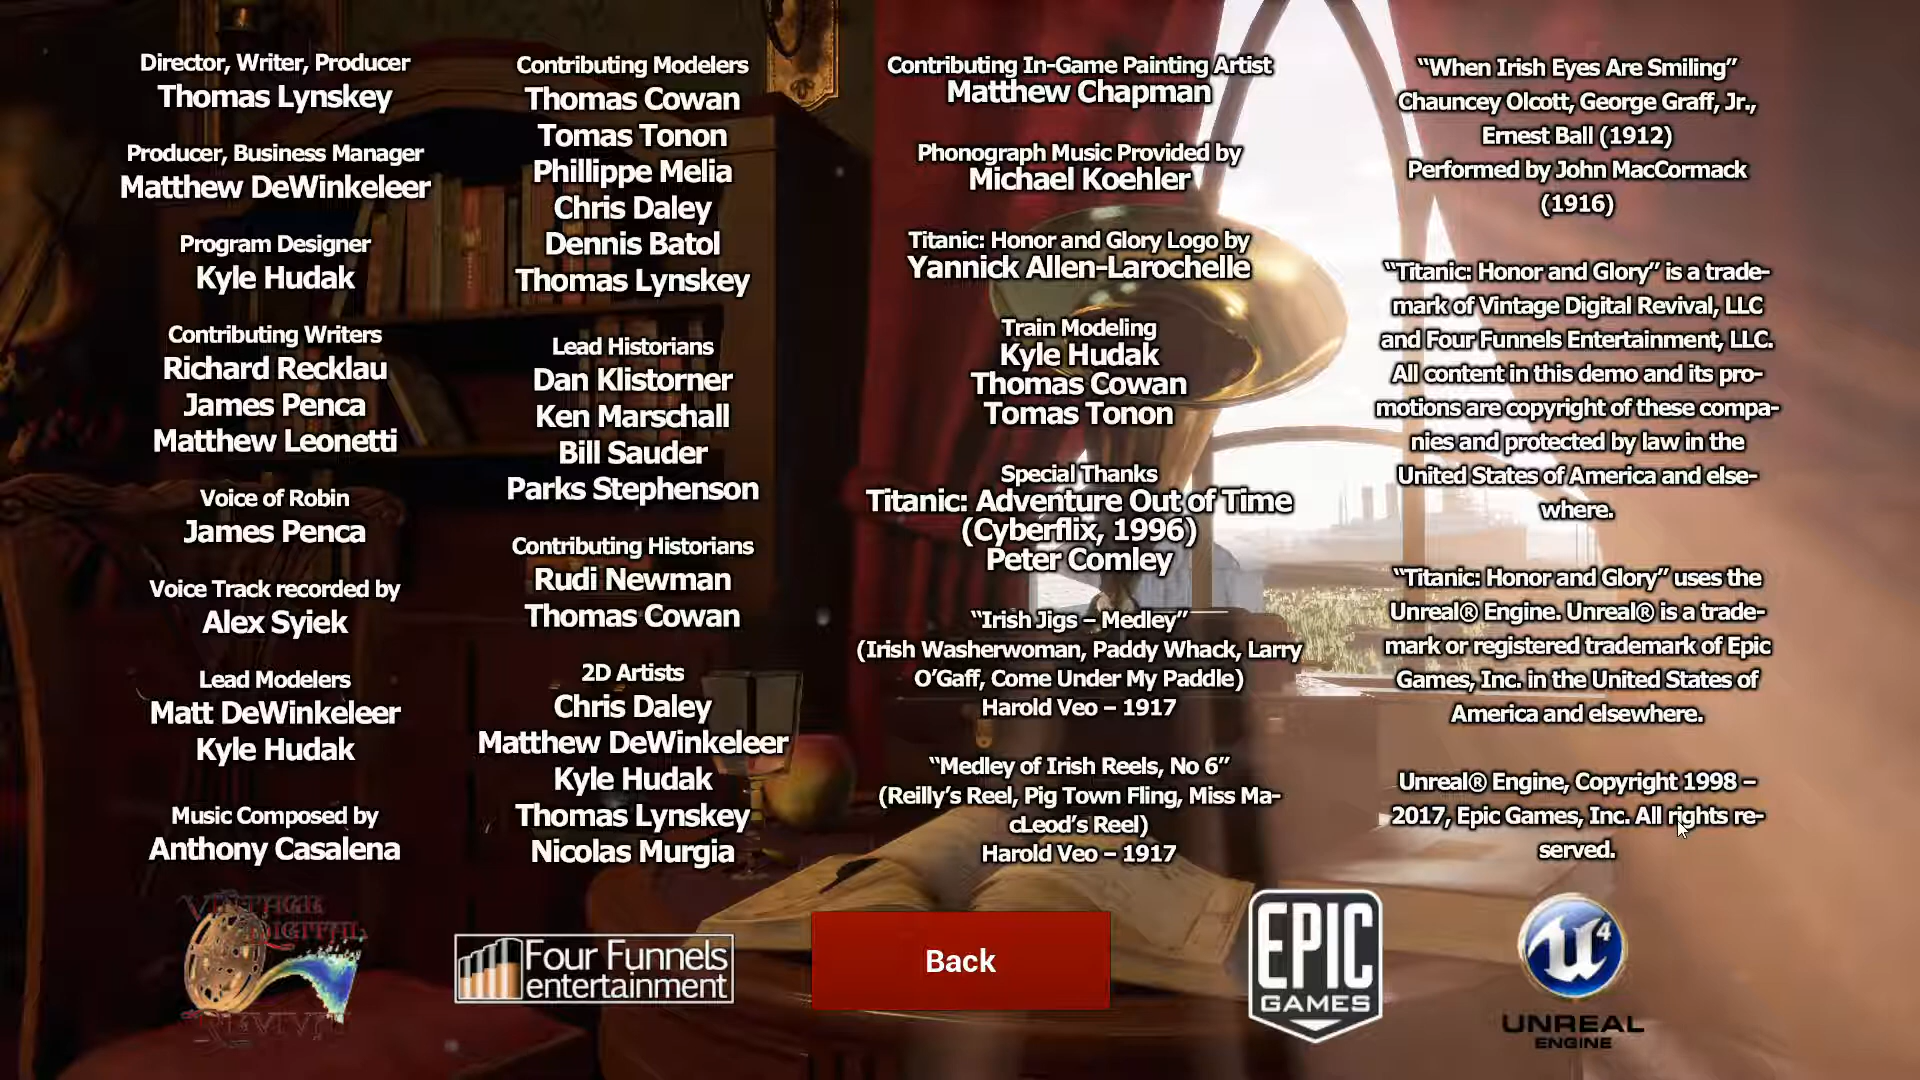 Director, Writer, Producer
Thomas Lynskey
Producer, Business Manager
Matthew DeWinkeleer
Program Designer
Kyle Hudak
Contributing Writers
Richard Recklau
James Penca
Matthew Leonetti
Voice of Robin
James Penca
Voice Track recorded by
Alex Syiek
Lead Modelers
Matt DeWinkeleer
Kyle Hudak
Music Composed by
Anthony Casalena
Contributing Modelers
Thomas Cowan
Tomas Tonon
Phillippe Melia
Chris Daley
Dennis Batol
Thomas Lynskey
Lead Historians
Dan Klistorner
Ken Marschall
Bill Sauder
Parks Stephenson
Contributing Historians
Rudi Newman
Thomas Cowan
2D Artists
Chris Daley
Matthew DeWinkeleer
Kyle Hudak
Thomas Lynskey
Nicolas Murgia
Contributing In-Game Painting Artist
Matthew Chapman
Phonograph Music Provided by
Michael Koehler
Titanic: Honor and Glory Logo by
Yannick Allen-Larochelle
Train Modeling
Kyle Hudak
Thomas Cowan
Tomas Tonon
Special Thanks
Titanic: Adventure Out of Time
(Cyberflix, 1996)
Peter Comley
“Irish Jigs – Medley”
(Irish Washerwoman, Paddy Whack, Larry
O’Gaff, Come Under My Paddle)
Harold Veo – 1917
“Medley of Irish Reels, No 6”
(Reilly’s Reel, Pig Town Fling, Miss Ma-
cLeod’s Reel)
Harold Veo – 1917
“When Irish Eyes Are Smiling”
Chauncey Olcott, George Graff, Jr.,
Ernest Ball (1912)
Performed by John MacCormack
(1916)
“Titanic: Honor and Glory” is a trade-
mark of Vintage Digital Revival, LLC
and Four Funnels Entertainment, LLC.
All content in this demo and its pro-
motions are copyright of these compa-
nies and protected by law in the
United States of America and else-
where.
“Titanic: Honor and Glory” uses the
Unreal® Engine. Unreal® is a trade-
mark or registered trademark of Epic
Games, Inc. in the United States of
America and elsewhere.
Unreal® Engine, Copyright 1998 –
2017, Epic Games, Inc. All rights re-
served.
VINTAGE
DIGITAL
REVIVAL
Four Funnels
entertainment
Back
EPIC
GAMES
U4
UNREAL
ENGINE